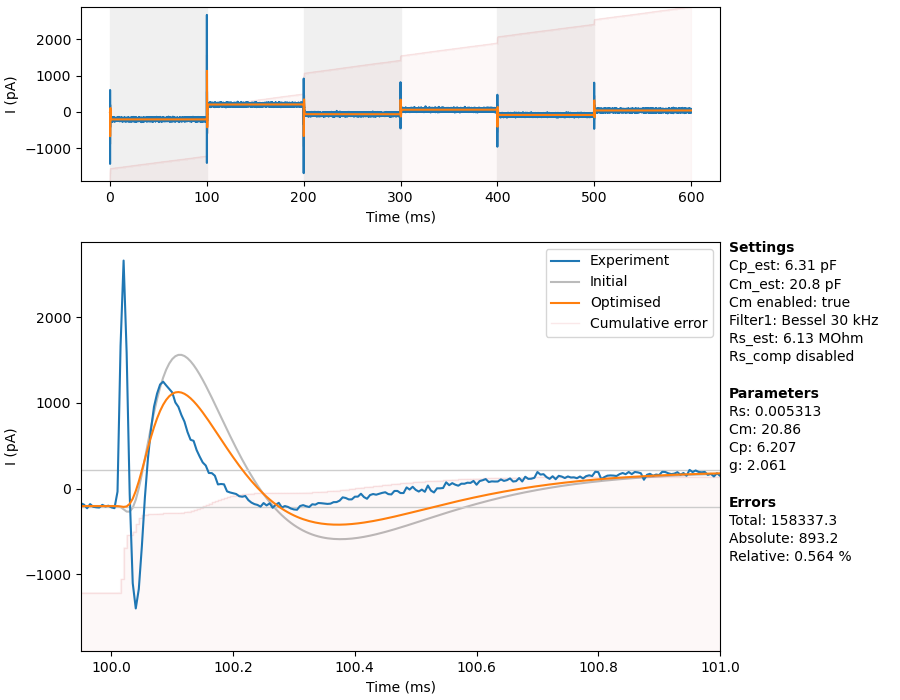 2000
1000
0
−1000
I (pA)
0 100 200 300 400 500 600
Time (ms)
2000
1000
0
−1000
I (pA)
100.0 100.2 100.4 100.6 100.8 101.0
Time (ms)
Experiment
Initial
Optimised
Cumulative error
Settings
Cp_est: 6.31 pF
Cm_est: 20.8 pF
Cm enabled: true
Filter1: Bessel 30 kHz
Rs_est: 6.13 MOhm
Rs_comp disabled
Parameters
Rs: 0.005313
Cm: 20.86
Cp: 6.207
g: 2.061
Errors
Total: 158337.3
Absolute: 893.2
Relative: 0.564 %